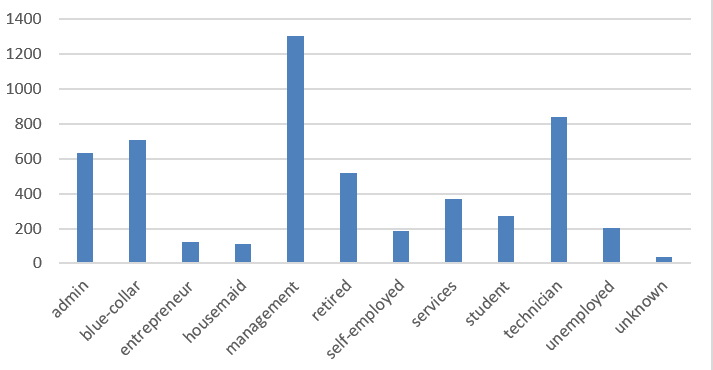 1400
1200
1000
800
600
400
200
0
admin
blue-collar
entrepreneur
housemaid
management
retired
self-employed
services
student
technician
unemployed
unknown